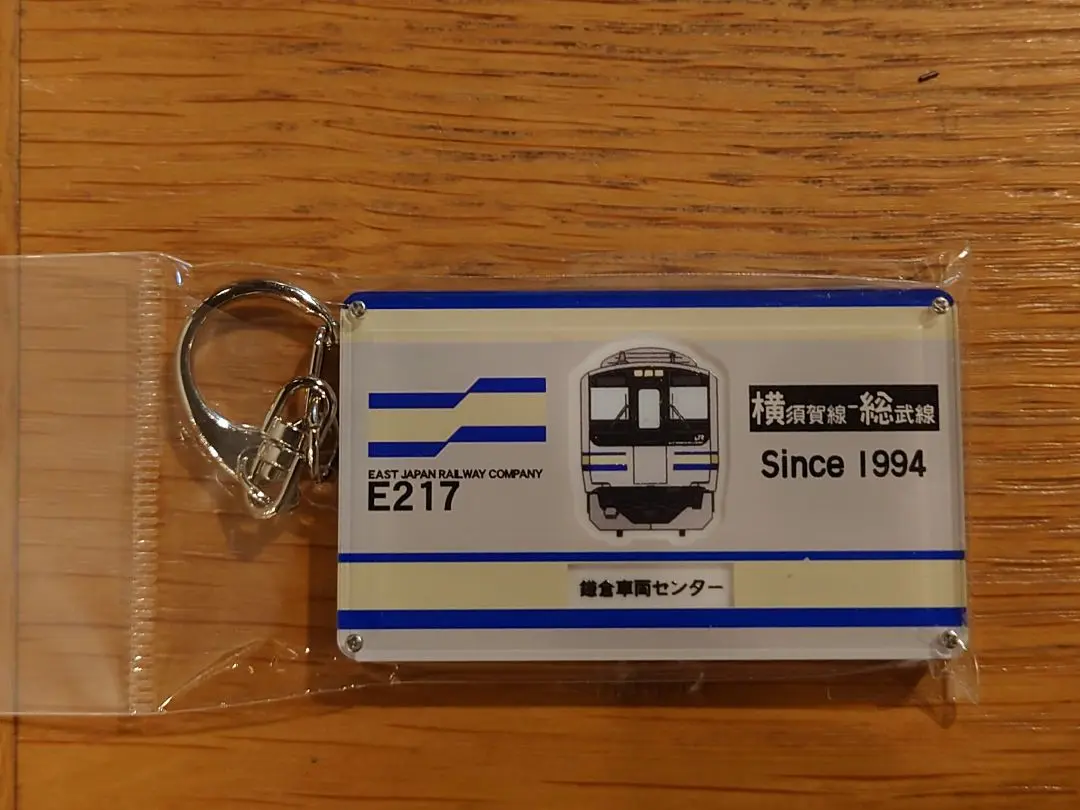 EAST JAPAN RAILWAY COMPANY
E217
JR
横須賀線-総武線
Since 1994
鎌倉車両センター